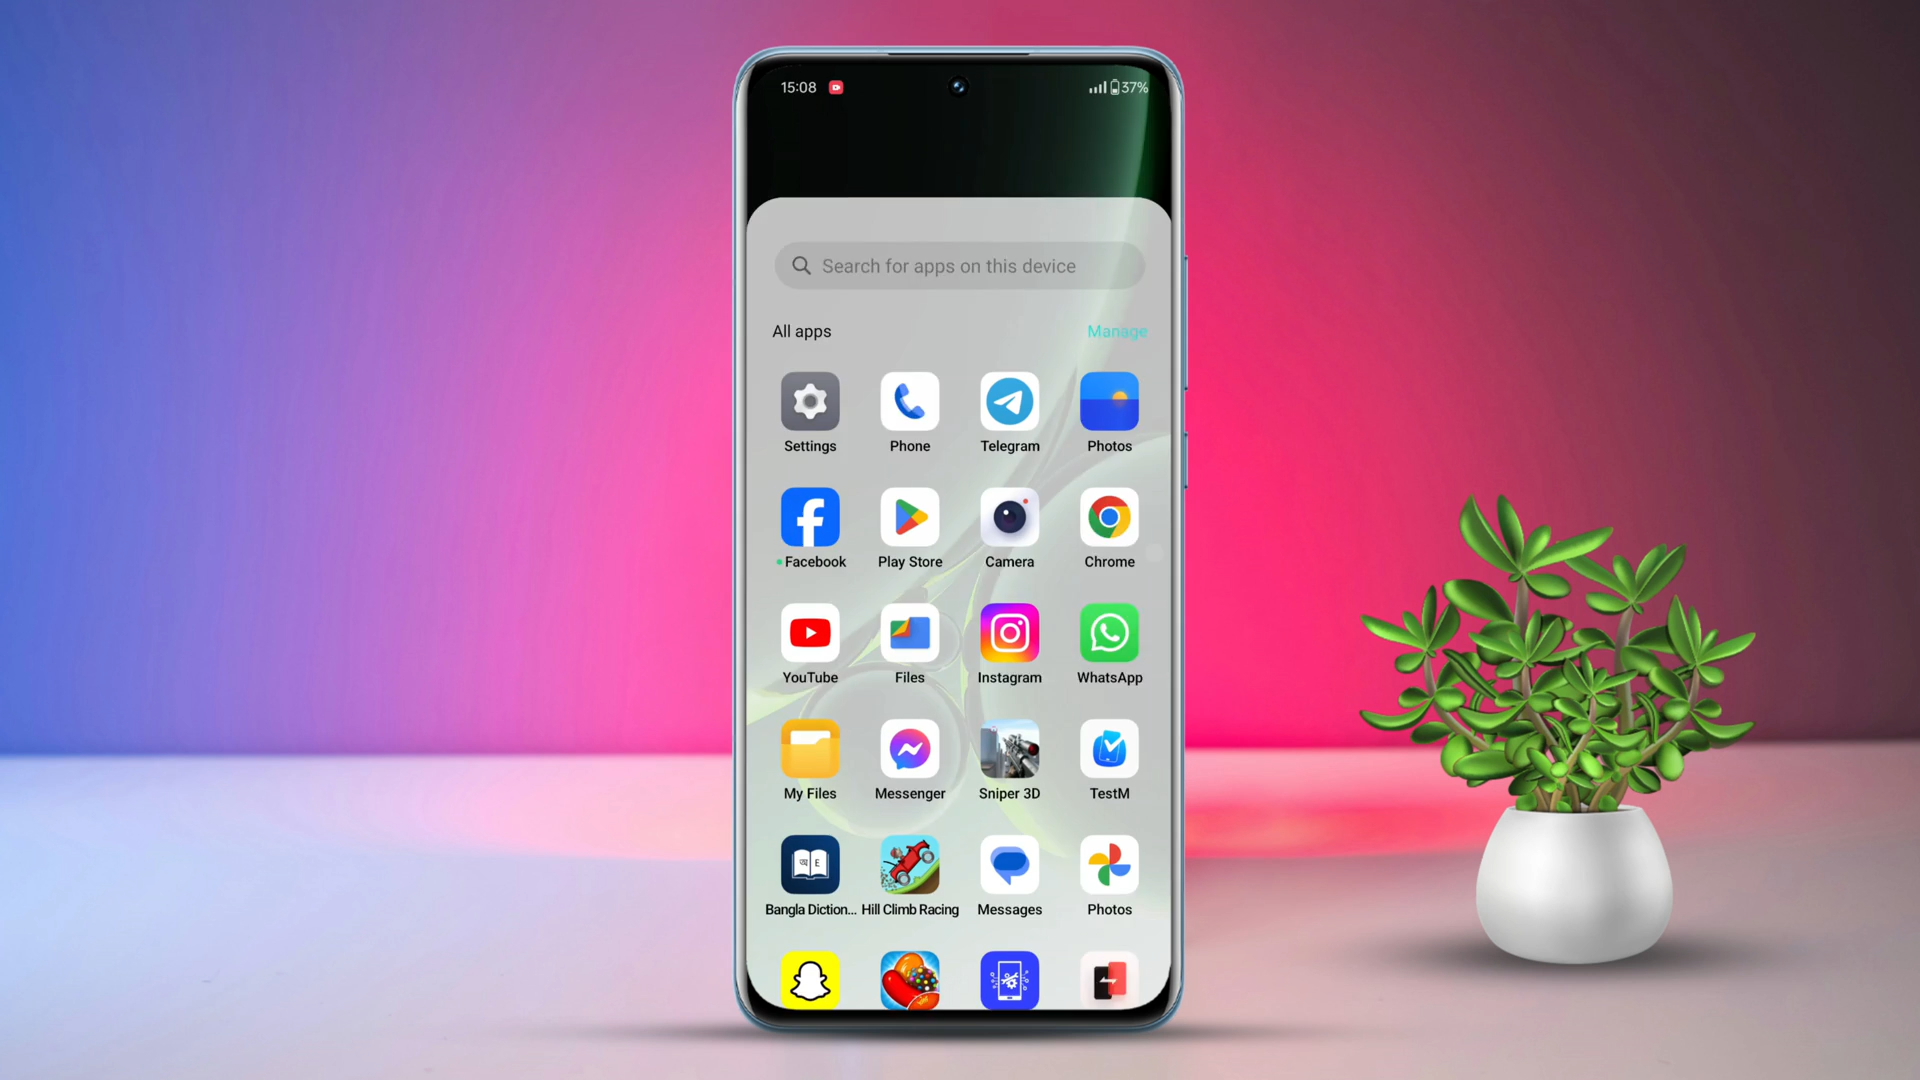 15:08
37%
Search for apps on this device
All apps
Manage
Settings
Phone
Telegram
Photos
Facebook
Play Store
Camera
Chrome
YouTube
Files
Instagram
WhatsApp
My Files
Messenger
Sniper 3D
TestM
অ E
Bangla Diction...
Hill Climb Racing
Messages
Photos